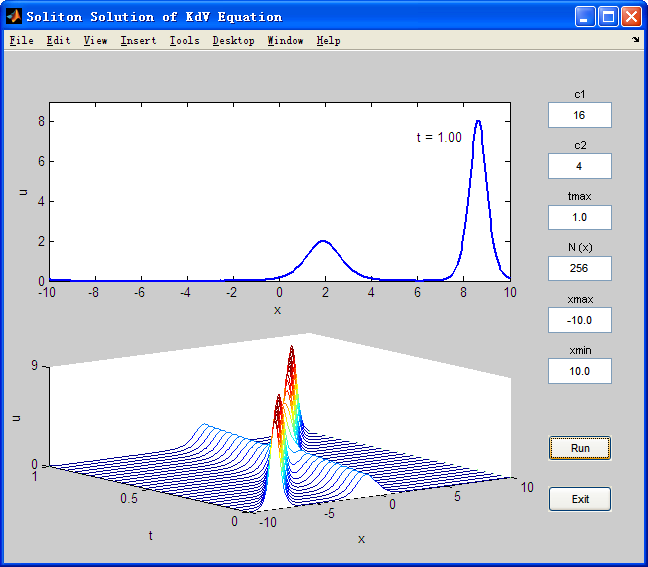 Soliton Solution of KdV Equation
File Edit View Insert Tools Desktop Window Help
c1
16
c2
4
tmax
1.0
N (x)
256
xmax
-10.0
xmin
10.0
Run
Exit
t = 1.00
8
6
4
2
0
u
-10 -8 -6 -4 -2 0 2 4 6 8 10
x
9
0
u
1
0.5
0
t
-10
-5
0
5
10
x